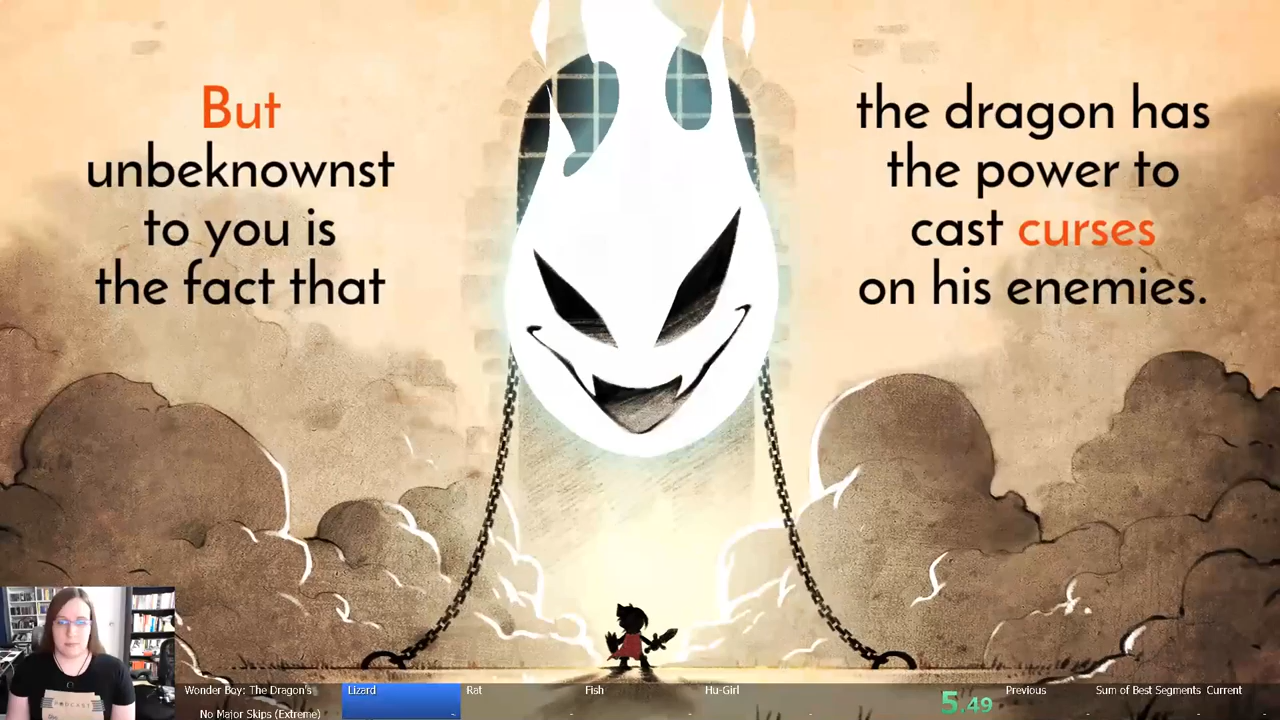 But
unbeknownst
to you is
the fact that
the dragon has
the power to
cast curses
on his enemies.
PODCAST
Wonder Boy: The Dragon's
No Major Skips (Extreme)
Lizard
-
Rat
-
Fish
-
Hu-Girl
-
5.49
Previous
-
Sum of Best Segments
-
Current
-